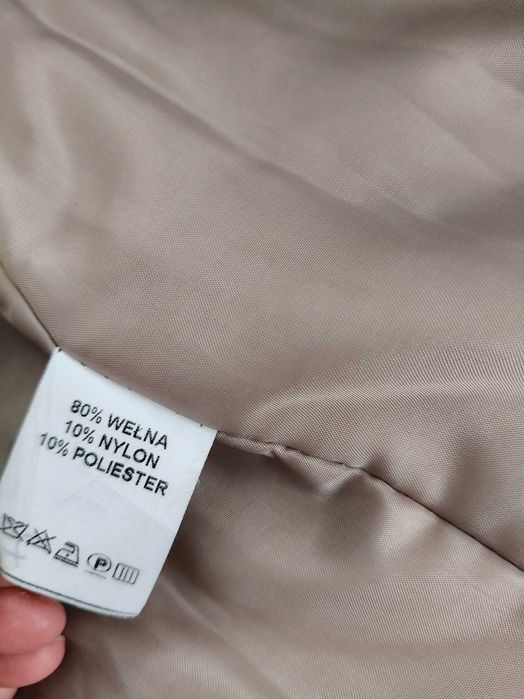 80% WEŁNA
10% NYLON
10% POLIESTER
P